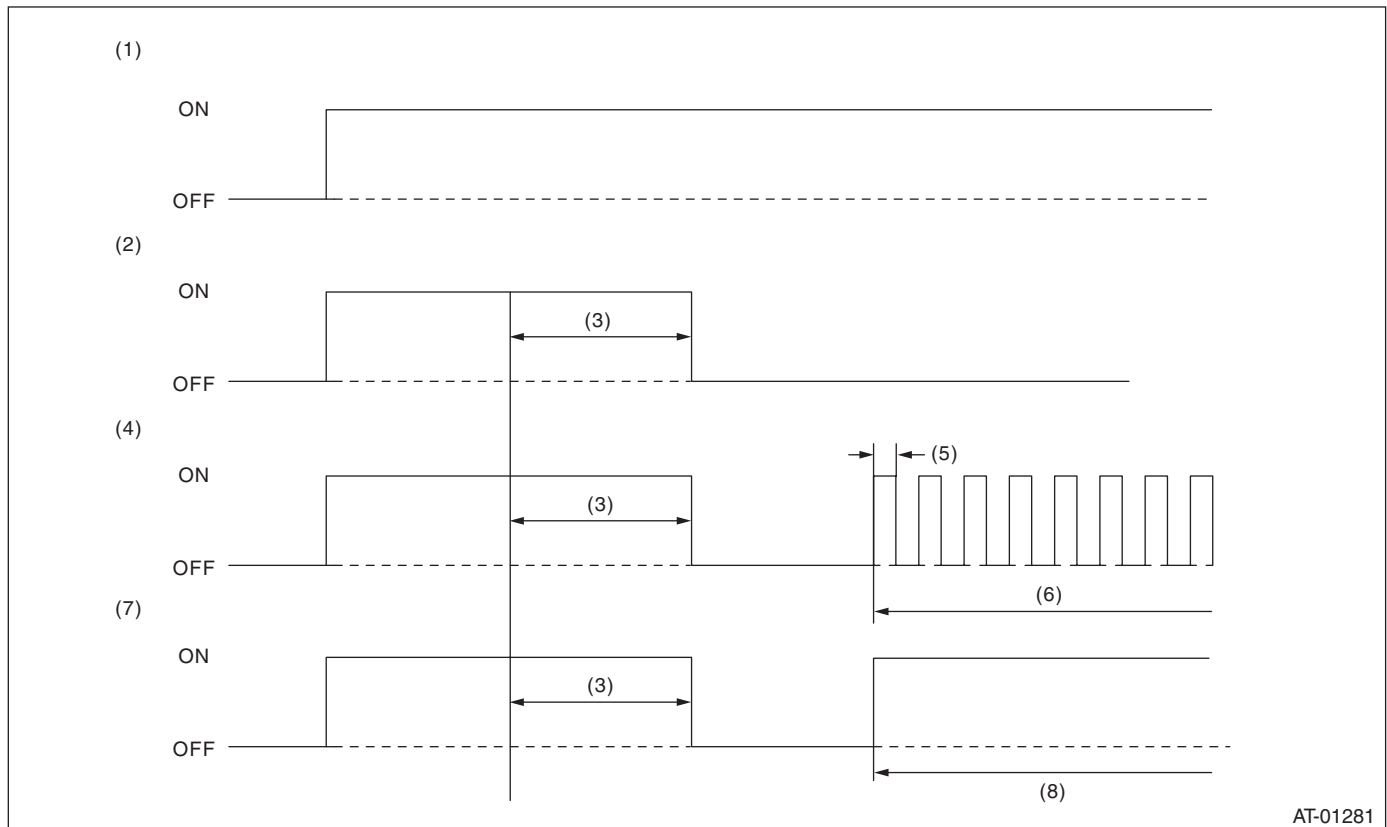 (1)
ON
OFF
(2)
ON
(3)
OFF
(4)
ON
(5)
(3)
OFF
(6)
(7)
ON
(3)
OFF
(8)
AT-01281